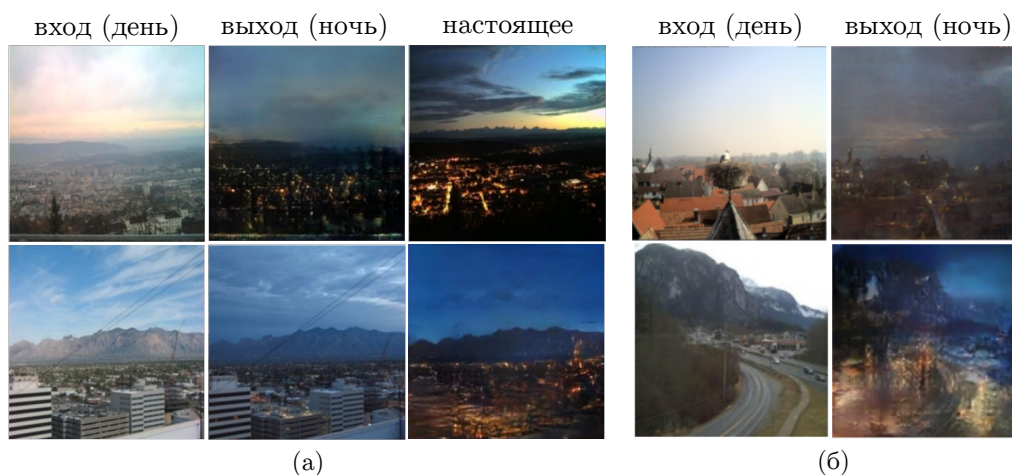 вход (день) выход (ночь) настоящее вход (день) выход (ночь)
(а) (б)